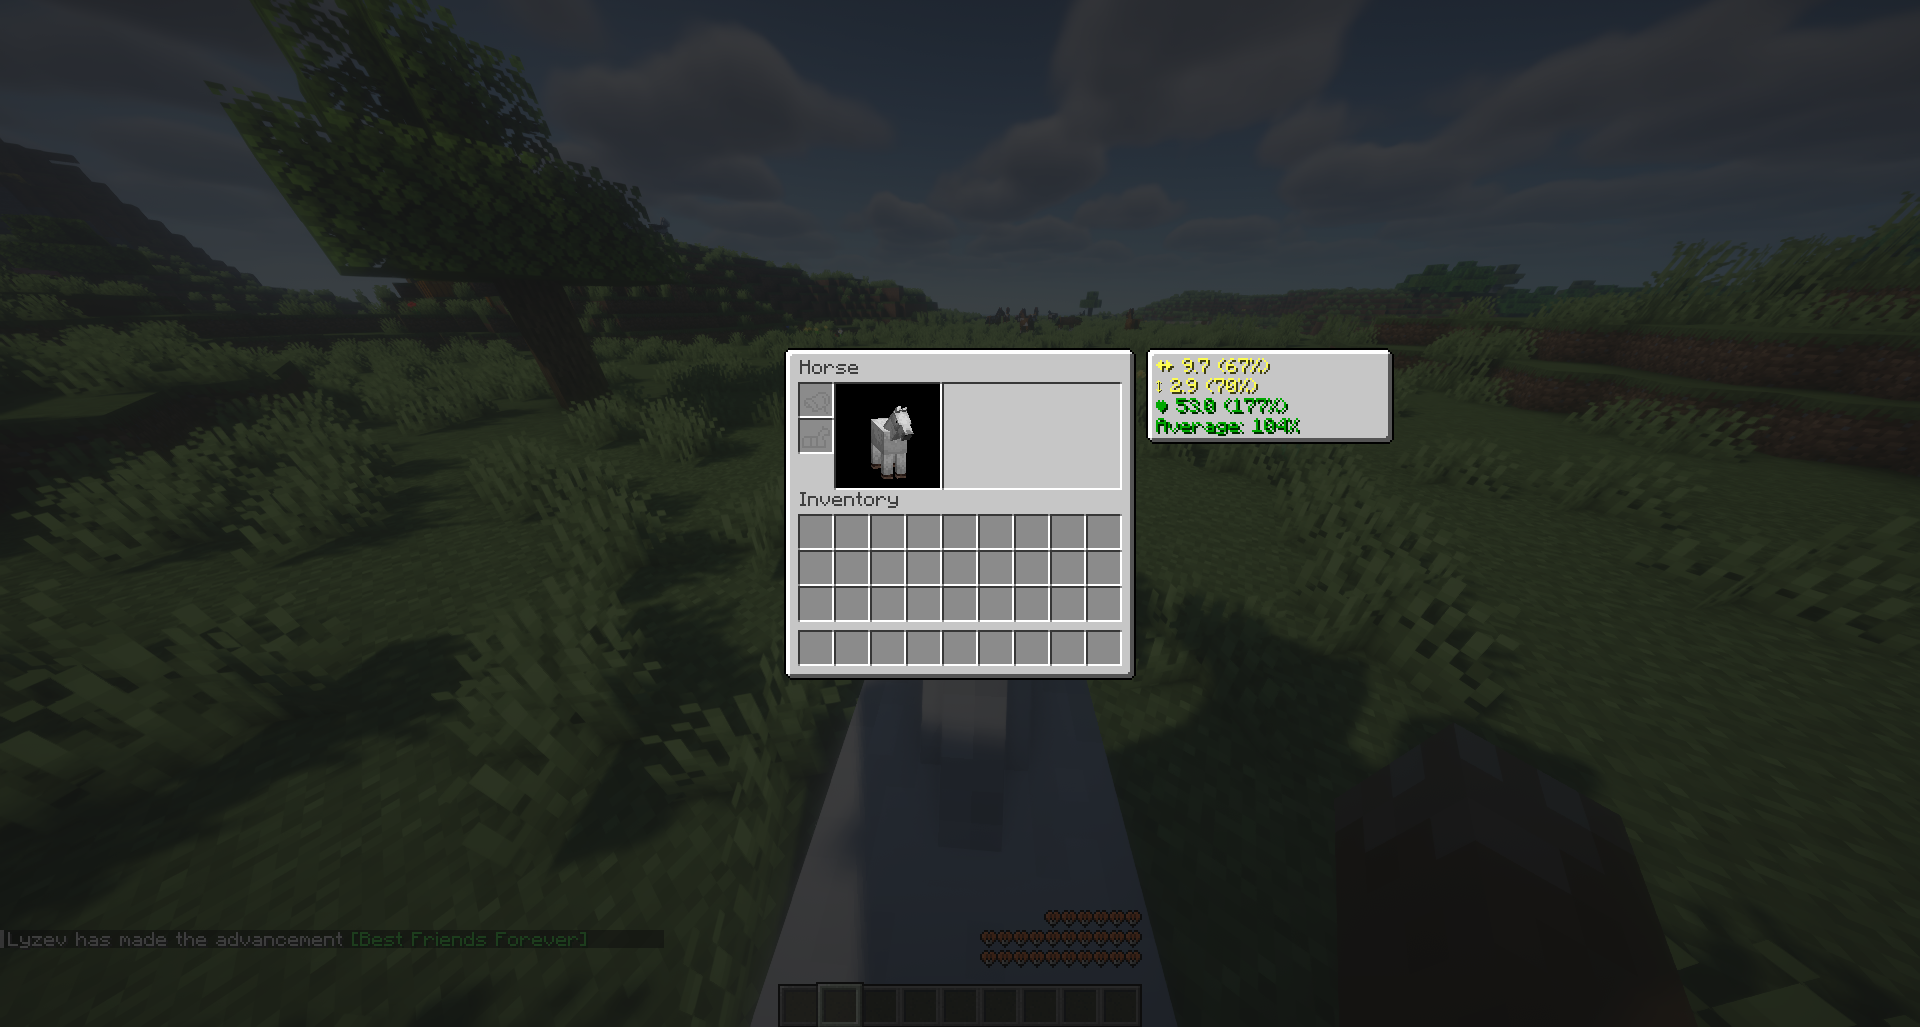 Horse
Inventory
9.7 (67%)
2.9 (70%)
53.0 (177%)
Average: 104%
Lyzev has made the advancement [Best Friends Forever]